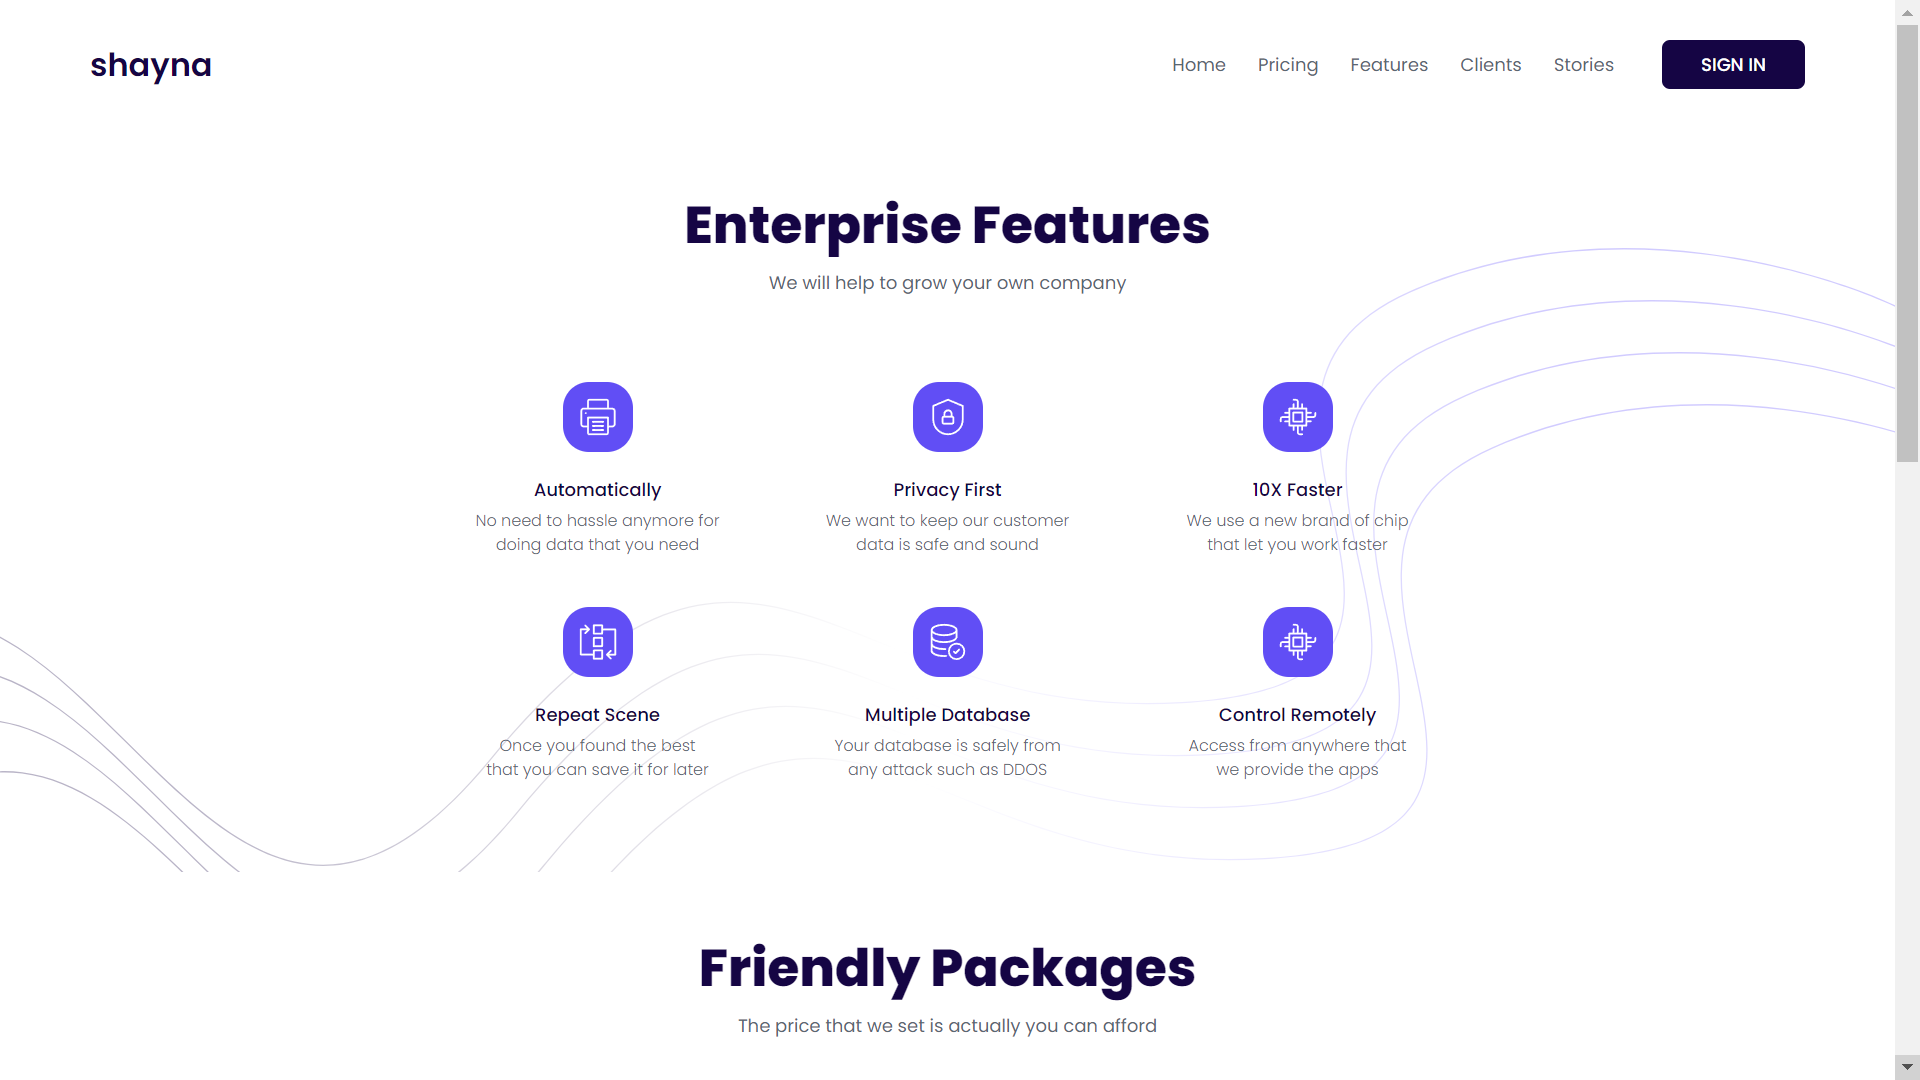 shayna
Home Pricing Features Clients Stories SIGN IN
Enterprise Features
We will help to grow your own company
Automatically
No need to hassle anymore for
doing data that you need
Privacy First
We want to keep our customer
data is safe and sound
10X Faster
We use a new brand of chip
that let you work faster
Repeat Scene
Once you found the best
that you can save it for later
Multiple Database
Your database is safely from
any attack such as DDOS
Control Remotely
Access from anywhere that
we provide the apps
Friendly Packages
The price that we set is actually you can afford